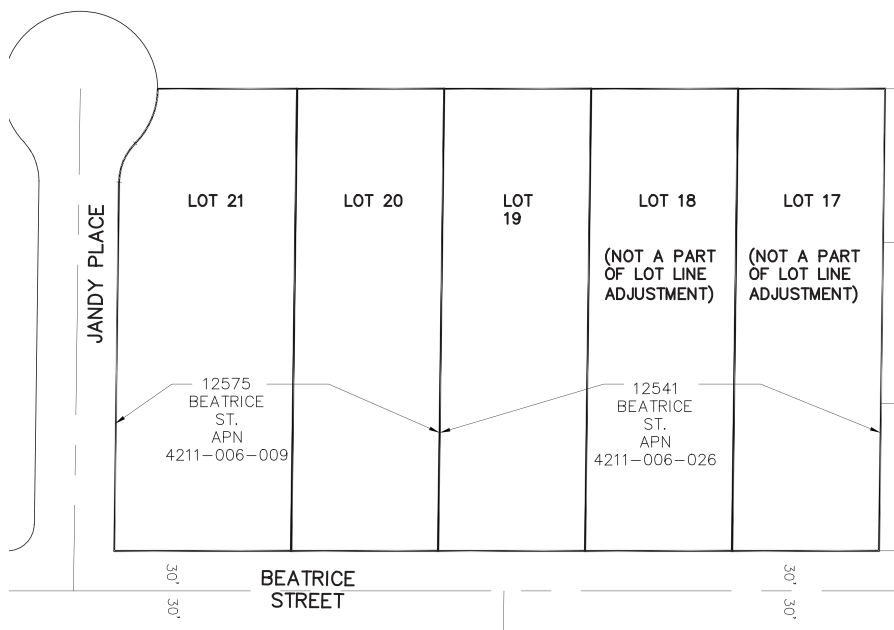 LOT 21
LOT 20
LOT
19
LOT 18
LOT 17
(NOT A PART
OF LOT LINE
ADJUSTMENT)
(NOT A PART
OF LOT LINE
ADJUSTMENT)
JANDY PLACE
12575
BEATRICE
ST.
APN
4211-006-009
12541
BEATRICE
ST.
APN
4211-006-026
30'
30'
BEATRICE
STREET
30'
30'